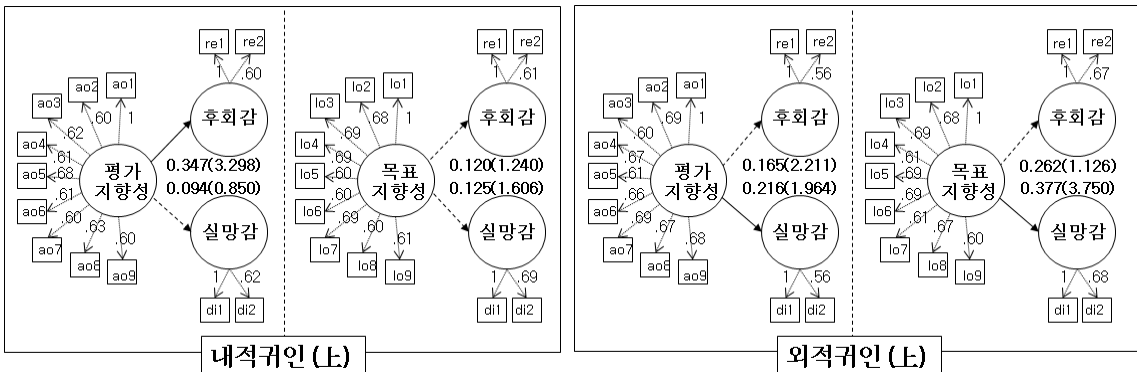 re1 re2
1 .60
ao3 ao2 ao1
.62 .60 1
후회감
ao4 .61
평가
지향성
ao5 .68
0.347(3.298)
0.094(0.850)
ao6 .61
ao7 .60
ao8 .63
ao9 .60
실망감
1 .62
di1 di2
re1 re2
1 .61
lo3 lo2 lo1
.69 .68 1
후회감
lo4 .69
목표
지향성
lo5 .60
0.120(1.240)
0.125(1.606)
lo6 .60
lo7 .69
lo8 .60
lo9 .61
실망감
1 .69
di1 di2
내적귀인(上)
re1 re2
1 .56
ao3 ao2 ao1
.60 .69 1
후회감
ao4 .67
평가
지향성
ao5 .61
0.165(2.211)
0.216(1.964)
ao6 .66
ao7 .69
ao8 .67
ao9 .68
실망감
1 .56
di1 di2
re1 re2
1 .67
lo3 lo2 lo1
.69 .68 1
후회감
lo4 .69
목표
지향성
lo5 .69
0.262(1.126)
0.377(3.750)
lo6 .69
lo7 .61
lo8 .67
lo9 .60
실망감
1 .68
di1 di2
외적귀인(上)